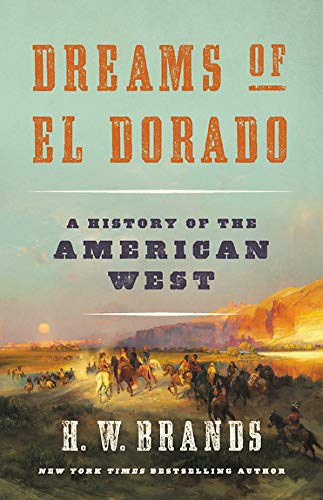 DREAMS OF
EL DORADO
A HISTORY OF THE
AMERICAN
WEST
H. W. BRANDS
NEW YORK TIMES BESTSELLING AUTHOR